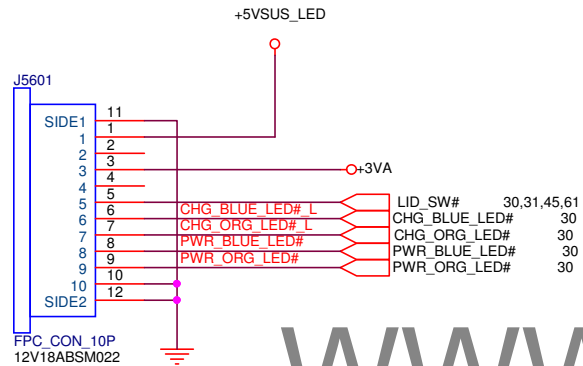 +5VSUS_LED
J5601
SIDE1 11
1 1
2 2
3 3 +3VA
4 4
5 5 LID_SW# 30,31,45,61
6 6 CHG_BLUE_LED#_L CHG_BLUE_LED# 30
7 7 CHG_ORG_LED#_L CHG_ORG_LED# 30
8 8 PWR_BLUE_LED# PWR_BLUE_LED# 30
9 9 PWR_ORG_LED# PWR_ORG_LED# 30
10 10
SIDE2 12
FPC_CON_10P
12V18ABSM022